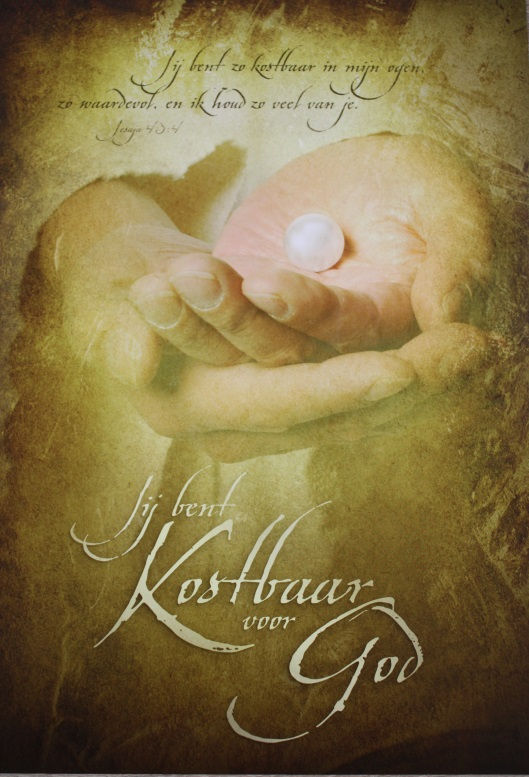 Jij bent zo kostbaar in mijn ogen,
zo waardevol, en ik houd zo veel van je.
Jesaja 43:4
Jij bent
Kostbaar
voor
God